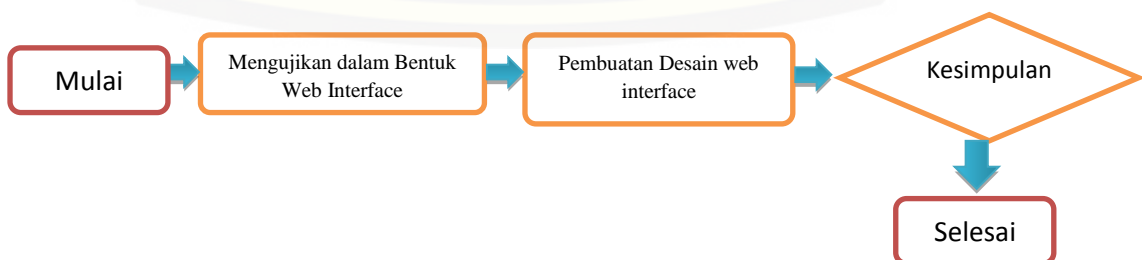 Mulai
Mengujikan dalam Bentuk
Web Interface
Pembuatan Desain web
interface
Kesimpulan
Selesai